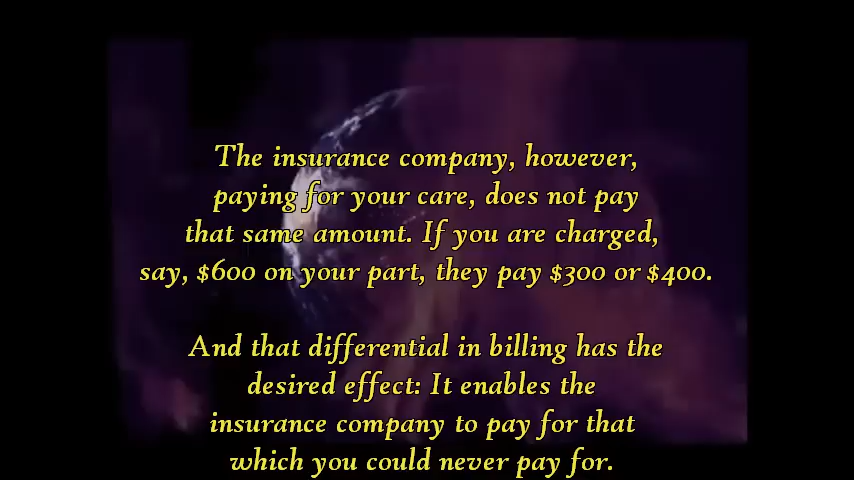 The insurance company, however,
paying for your care, does not pay
that same amount. If you are charged,
say, $600 on your part, they pay $300 or $400.
And that differential in billing has the
desired effect: It enables the
insurance company to pay for that
which you could never pay for.